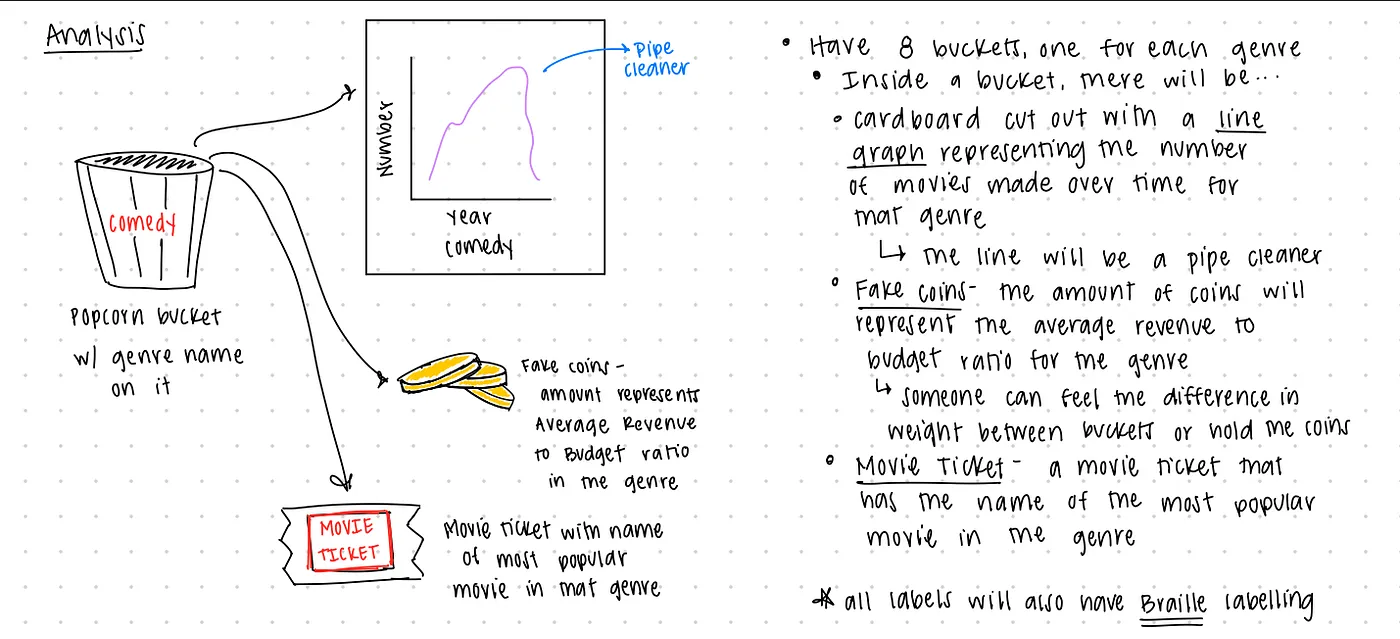 Analysis
Pipe
cleaner
Number
year
comedy
comedy
Popcorn bucket
w/ genre name
on it
Fake coins -
amount represents
Average Revenue
to Budget ratio
in the genre
MOVIE
TICKET
Movie ticket with name
of most popular
movie in that genre
• Have 8 buckets, one for each genre
• Inside a bucket, there will be...
• cardboard cut out with a line
graph representing the number
of movies made over time for
that genre
↳ the line will be a pipe cleaner
• Fake coins - the amount of coins will
represent the average revenue to
budget ratio for the genre
↳ someone can feel the difference in
weight between buckets or hold the coins
• Movie Ticket - a movie ticket that
has the name of the most popular
movie in the genre
* all labels will also have Braille labelling